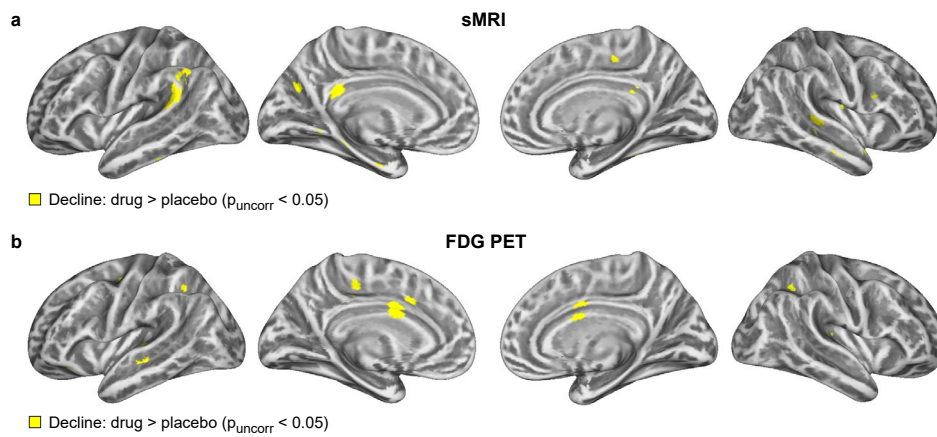 a
sMRI
Decline: drug > placebo (puncorr < 0.05)
b
FDG PET
Decline: drug > placebo (puncorr < 0.05)